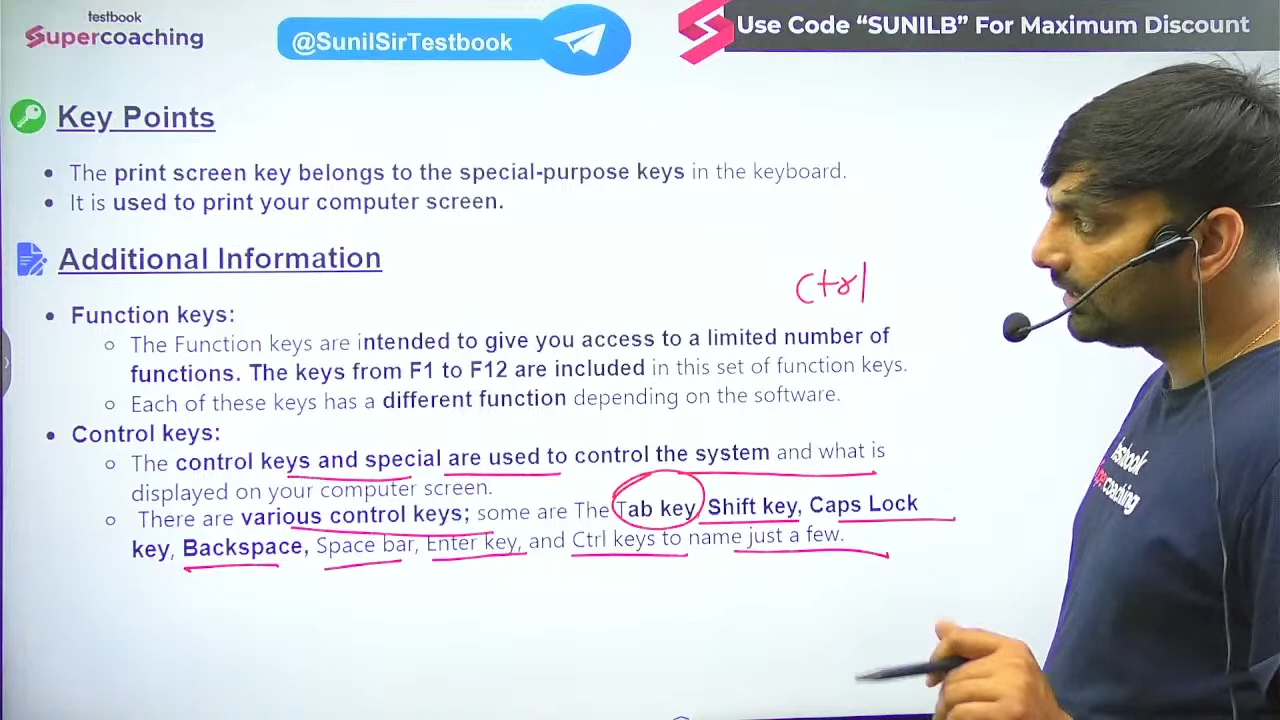 testbook
Supercoaching
@SunilSirTestbook
Use Code “SUNILB” For Maximum Discount
Key Points
The print screen key belongs to the special-purpose keys in the keyboard.
It is used to print your computer screen.
Additional Information
Ctrl
Function keys:
The Function keys are intended to give you access to a limited number of
functions. The keys from F1 to F12 are included in this set of function keys.
Each of these keys has a different function depending on the software.
Control keys:
The control keys and special are used to control the system and what is
displayed on your computer screen.
There are various control keys; some are The Tab key, Shift key, Caps Lock
key, Backspace, Space bar, Enter key, and Ctrl keys to name just a few.
testbook
Supercoaching